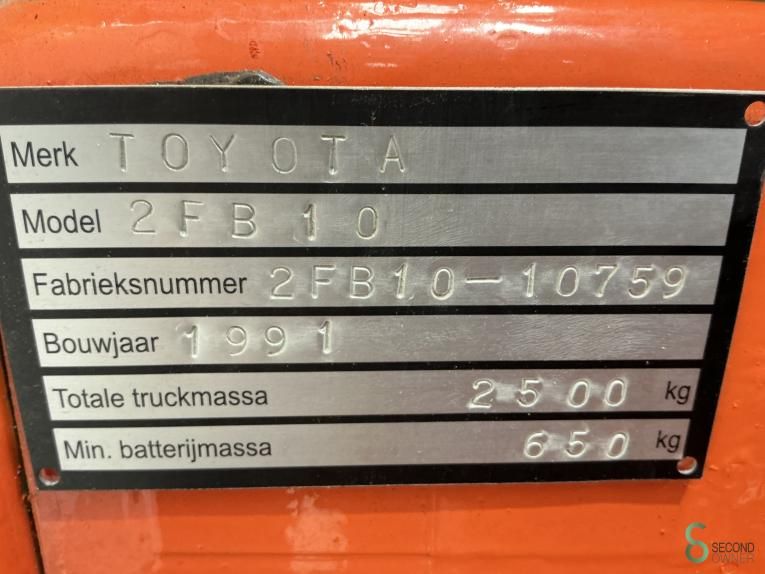 Merk TOYOTA
Model 2FB10
Fabrieksnummer 2FB10-10759
Bouwjaar 1991
Totale truckmassa 2500 kg
Min. batterijmassa 650 kg
SECOND
OWNER